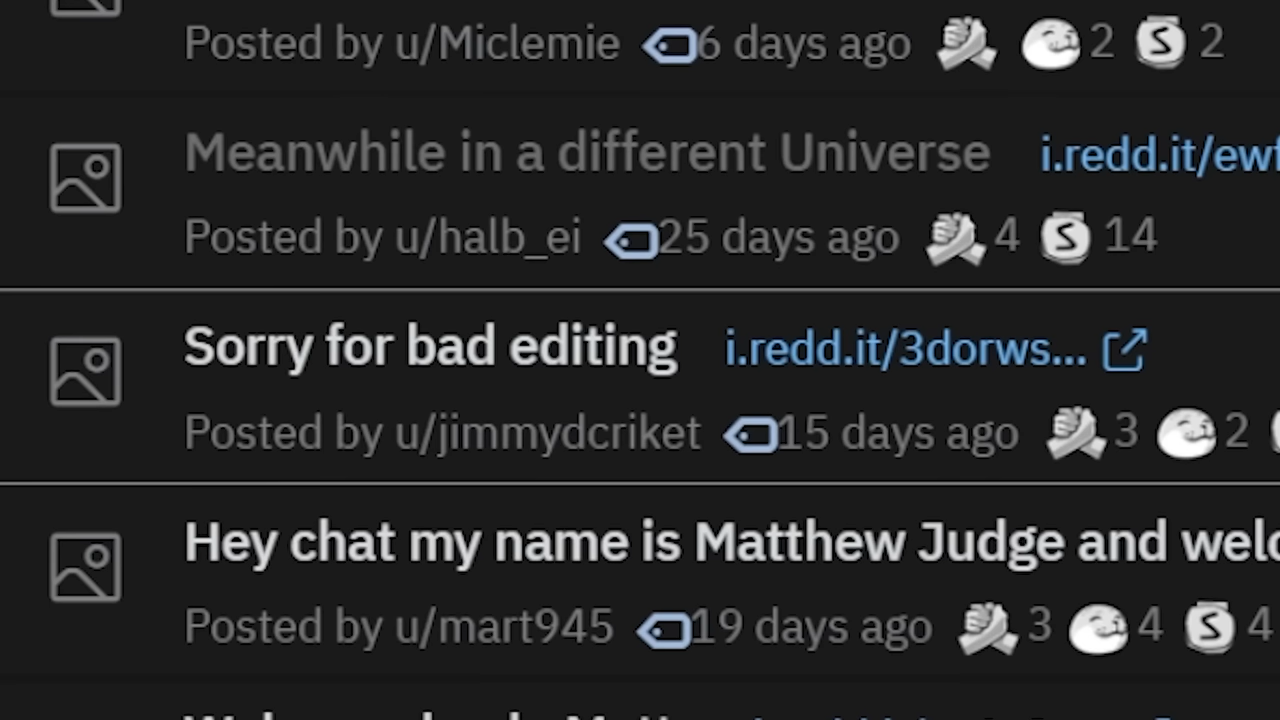 Posted by u/Miclemie 6 days ago 2 S 2
Meanwhile in a different Universe i.redd.it/ewf
Posted by u/halb_ei 25 days ago 4 S 14
Sorry for bad editing i.redd.it/3dorws...
Posted by u/jimmydcriket 15 days ago 3 2
Hey chat my name is Matthew Judge and welc
Posted by u/mart945 19 days ago 3 4 S 4